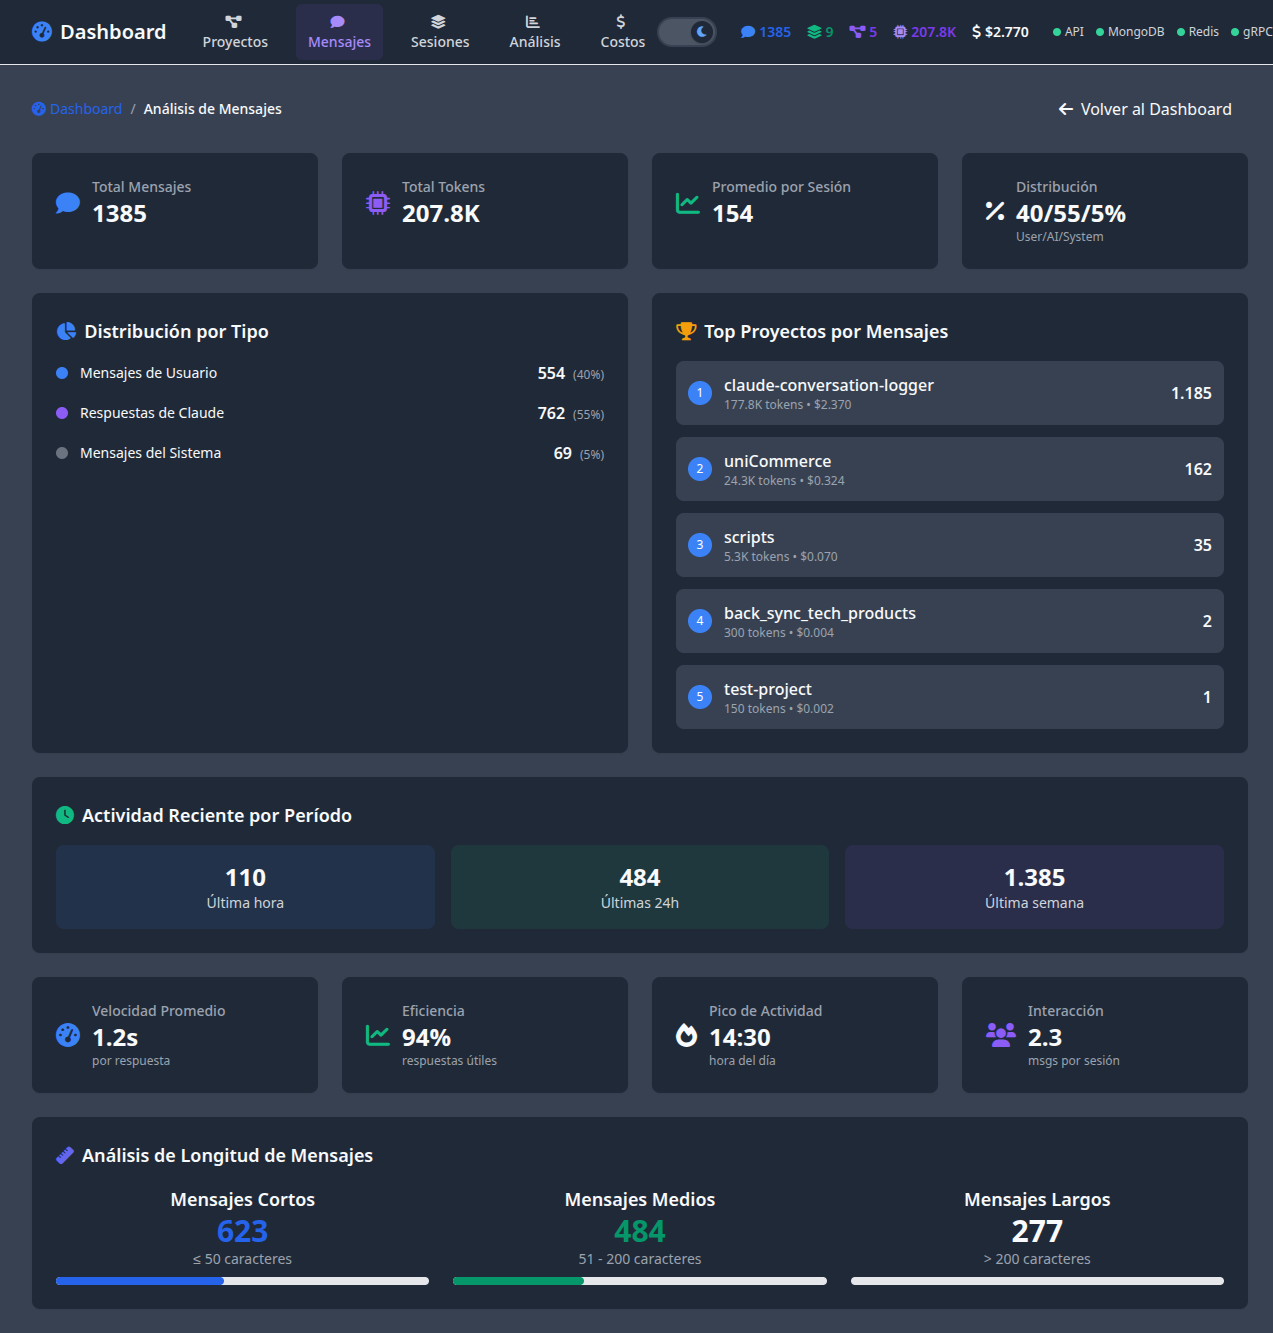 Dashboard
Proyectos
Mensajes
Sesiones
Análisis
Costos
1385
9
5
207.8K
$2.770
API
MongoDB
Redis
gRPC
Dashboard / Análisis de Mensajes
Volver al Dashboard
Total Mensajes
1385
Total Tokens
207.8K
Promedio por Sesión
154
Distribución
40/55/5%
User/AI/System
Distribución por Tipo
Mensajes de Usuario 554 (40%)
Respuestas de Claude 762 (55%)
Mensajes del Sistema 69 (5%)
Top Proyectos por Mensajes
1 claude-conversation-logger 1.185
177.8K tokens • $2.370
2 uniCommerce 162
24.3K tokens • $0.324
3 scripts 35
5.3K tokens • $0.070
4 back_sync_tech_products 2
300 tokens • $0.004
5 test-project 1
150 tokens • $0.002
Actividad Reciente por Período
110
Última hora
484
Últimas 24h
1.385
Última semana
Velocidad Promedio
1.2s
por respuesta
Eficiencia
94%
respuestas útiles
Pico de Actividad
14:30
hora del día
Interacción
2.3
msgs por sesión
Análisis de Longitud de Mensajes
Mensajes Cortos
623
≤ 50 caracteres
Mensajes Medios
484
51 - 200 caracteres
Mensajes Largos
277
> 200 caracteres